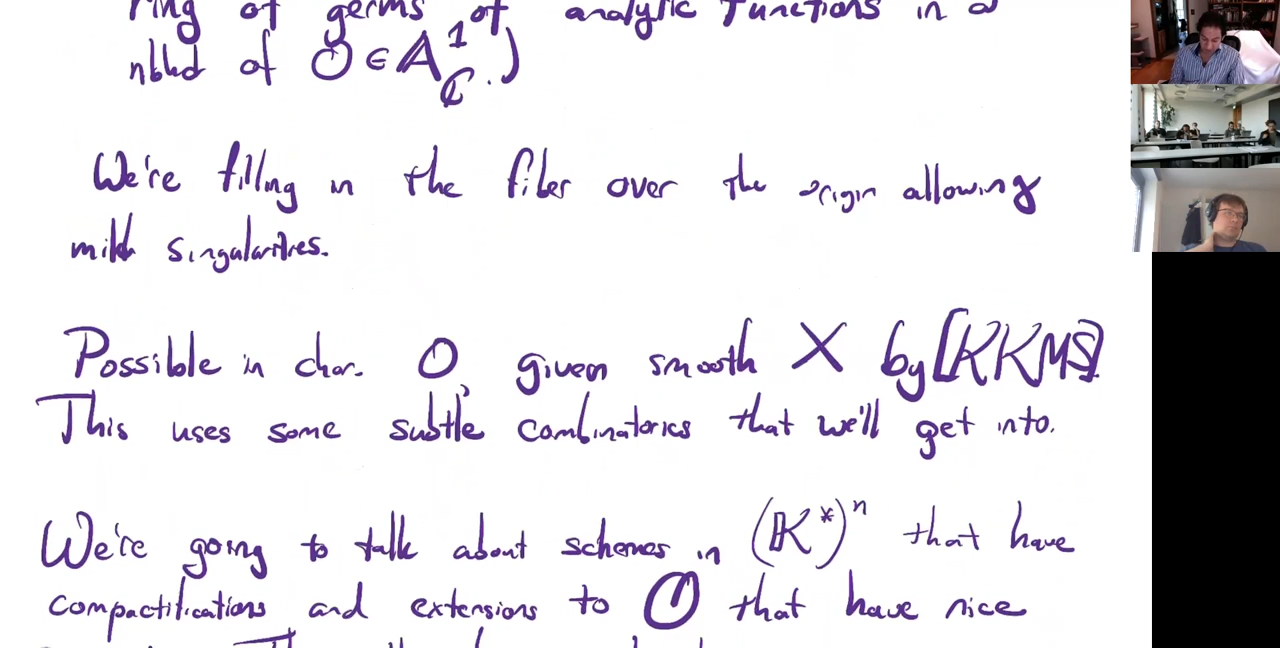 ring of germs of analytic functions in a
nbhd of O ∈ A¹_ℂ.)
We're filling in the fiber over the origin allowing
mild singularities.
Possible in char. 0, given smooth X by [KKMS].
This uses some subtle combinatorics that we'll get into.
We're going to talk about schemes in (K*)ⁿ that have
compactifications and extensions to O that have nice